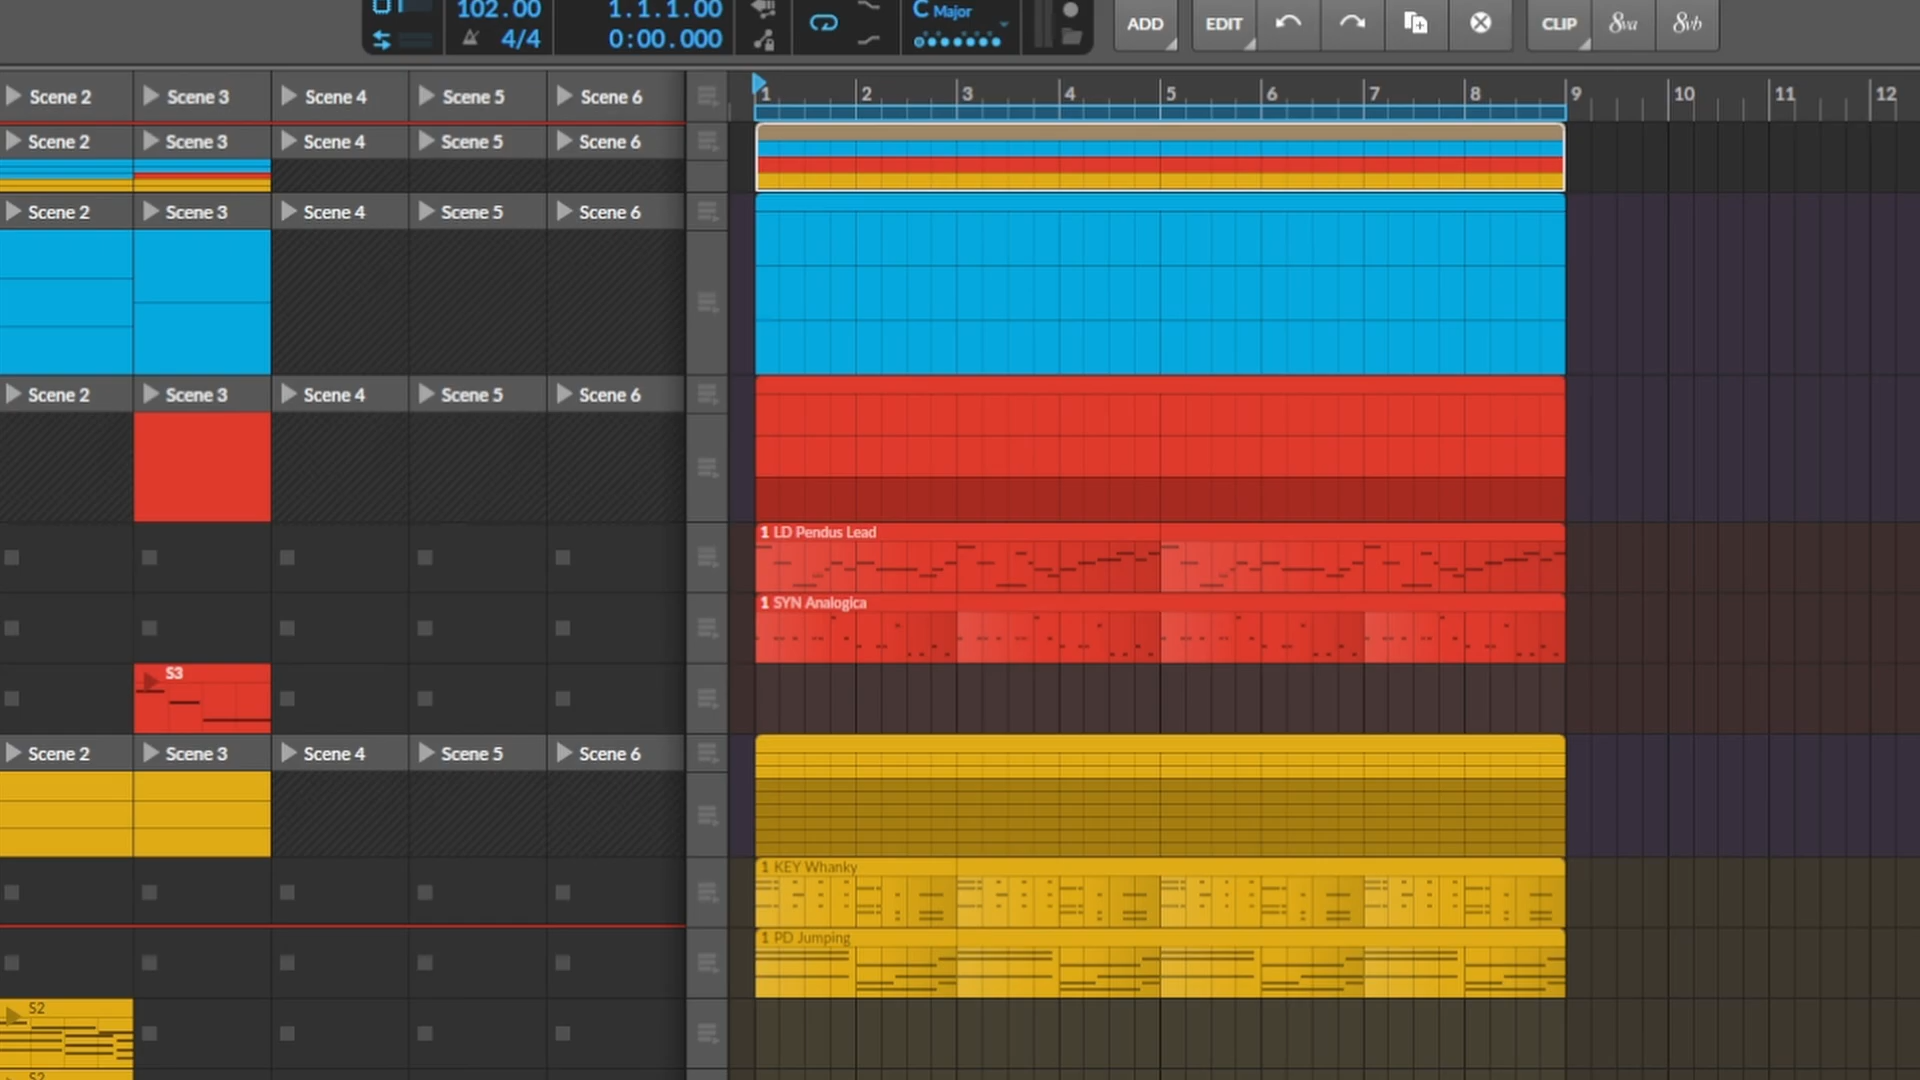 102.00
4/4
1.1.1.00
0:00.000
C Major
ADD
EDIT
CLIP
8va
8vb
Scene 2 Scene 3 Scene 4 Scene 5 Scene 6
1 2 3 4 5 6 7 8 9 10 11 12
Scene 2 Scene 3 Scene 4 Scene 5 Scene 6
Scene 2 Scene 3 Scene 4 Scene 5 Scene 6
Scene 2 Scene 3 Scene 4 Scene 5 Scene 6
1 LD Pendus Lead
1 SYN Analogica
S3
Scene 2 Scene 3 Scene 4 Scene 5 Scene 6
1 KEY Whanky
1 PD Jumping
S2
S2